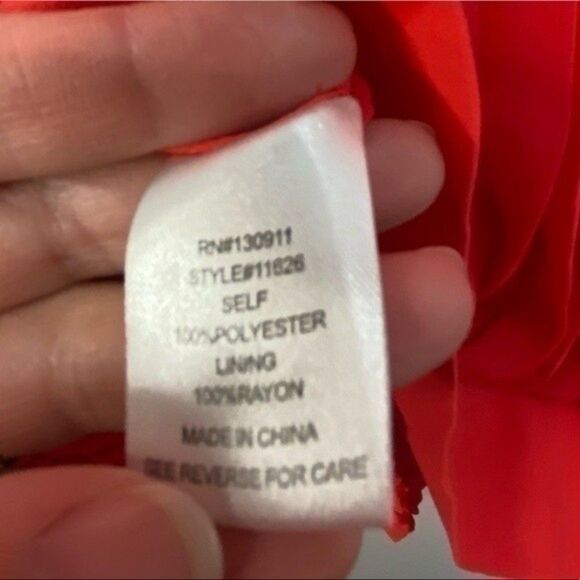 RN#130911
STYLE#11626
SELF
100%POLYESTER
LINING
100%RAYON
MADE IN CHINA
SEE REVERSE FOR CARE